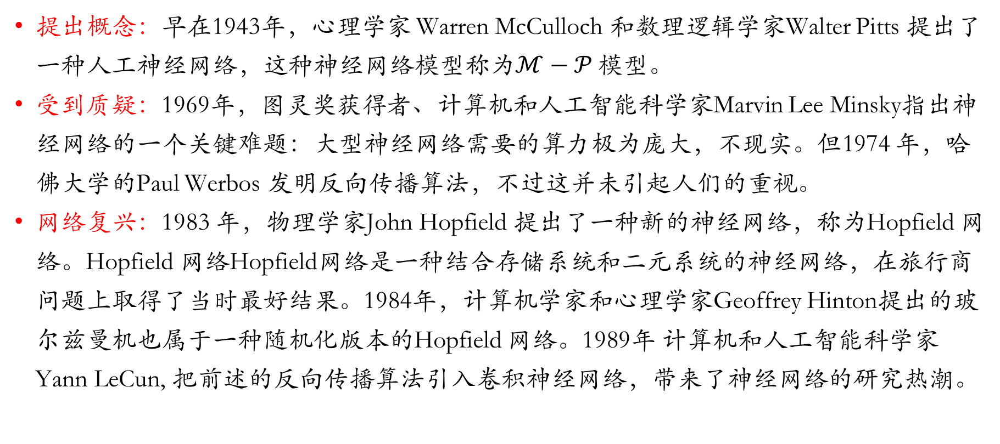 • 提出概念：早在1943年，心理学家 Warren McCulloch 和数理逻辑学家Walter Pitts 提出了
一种人工神经网络，这种神经网络模型称为ℳ − 𝒫 模型。
• 受到质疑：1969年，图灵奖获得者、计算机和人工智能科学家Marvin Lee Minsky指出神
经网络的一个关键难题：大型神经网络需要的算力极为庞大，不现实。但1974 年，哈
佛大学的Paul Werbos 发明反向传播算法，不过这并未引起人们的重视。
• 网络复兴：1983 年，物理学家John Hopfield 提出了一种新的神经网络，称为Hopfield 网
络。Hopfield 网络Hopfield网络是一种结合存储系统和二元系统的神经网络，在旅行商
问题上取得了当时最好结果。1984年，计算机学家和心理学家Geoffrey Hinton提出的玻
尔兹曼机也属于一种随机化版本的Hopfield 网络。1989年 计算机和人工智能科学家
Yann LeCun, 把前述的反向传播算法引入卷积神经网络，带来了神经网络的研究热潮。